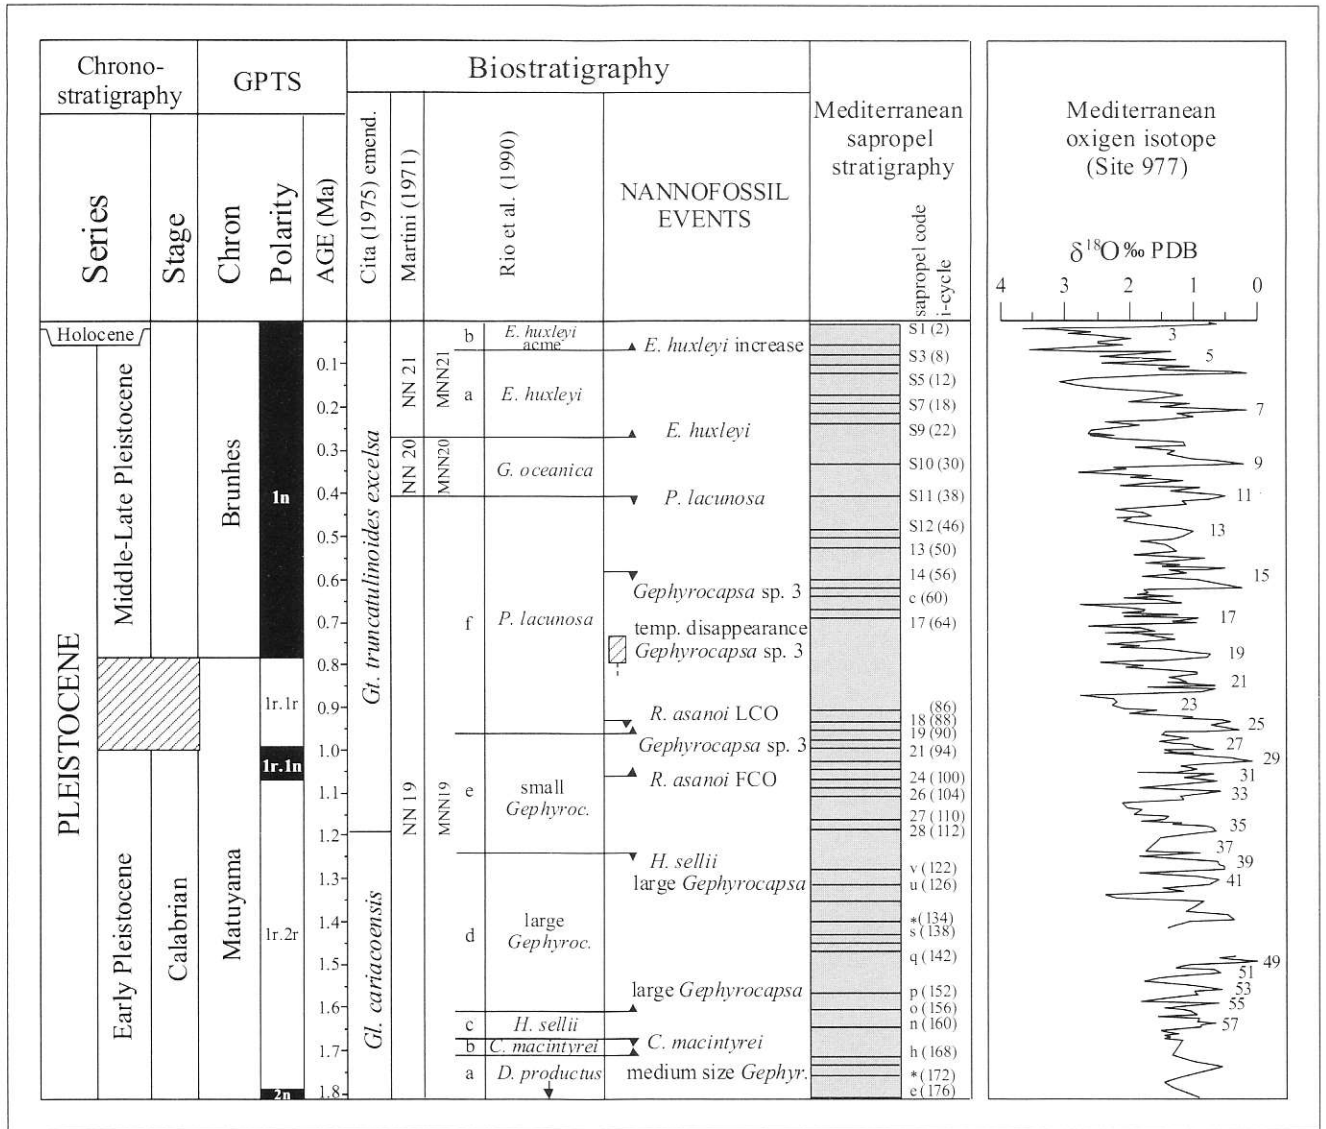 Chrono-
stratigraphy
GPTS
Biostratigraphy
Series
Stage
Chron
Polarity
AGE (Ma)
Cita (1975) emend.
Martini (1971)
Rio et al. (1990)
NANNOFOSSIL
EVENTS
Mediterranean
sapropel
stratigraphy
sapropel code
i-cycle
Mediterranean
oxigen isotope
(Site 977)
δ18O‰ PDB
4 3 2 1 0
Holocene
PLEISTOCENE
Middle-Late Pleistocene
Early Pleistocene
Calabrian
Brunhes
Matuyama
1n
1r.1r
1r.1n
1r.2r
2n
0.1
0.2
0.3
0.4
0.5
0.6
0.7
0.8
0.9
1.0
1.1
1.2
1.3
1.4
1.5
1.6
1.7
1.8
Gt. truncatulinoides excelsa
Gl. cariacoensis
NN 21
NN 20
NN 19
MNN21
MNN20
MNN19
b
a
f
e
d
c
b
a
E. huxleyi
acme
E. huxleyi
G. oceanica
P. lacunosa
small
Gephyroc.
large
Gephyroc.
H. sellii
C. macintyrei
D. productus
E. huxleyi increase
E. huxleyi
P. lacunosa
Gephyrocapsa sp. 3
temp. disappearance
Gephyrocapsa sp. 3
R. asanoi LCO
Gephyrocapsa sp. 3
R. asanoi FCO
H. sellii
large Gephyrocapsa
large Gephyrocapsa
C. macintyrei
medium size Gephyr.
S1 (2)
S3 (8)
S5 (12)
S7 (18)
S9 (22)
S10 (30)
S11 (38)
S12 (46)
13 (50)
14 (56)
c (60)
17 (64)
(86)
18 (88)
19 (90)
21 (94)
24 (100)
26 (104)
27 (110)
28 (112)
v (122)
u (126)
*(134)
s (138)
q (142)
p (152)
o (156)
n (160)
h (168)
*(172)
e (176)
3
5
7
9
11
13
15
17
19
21
23
25
27
29
31
33
35
37
39
41
49
51
53
55
57